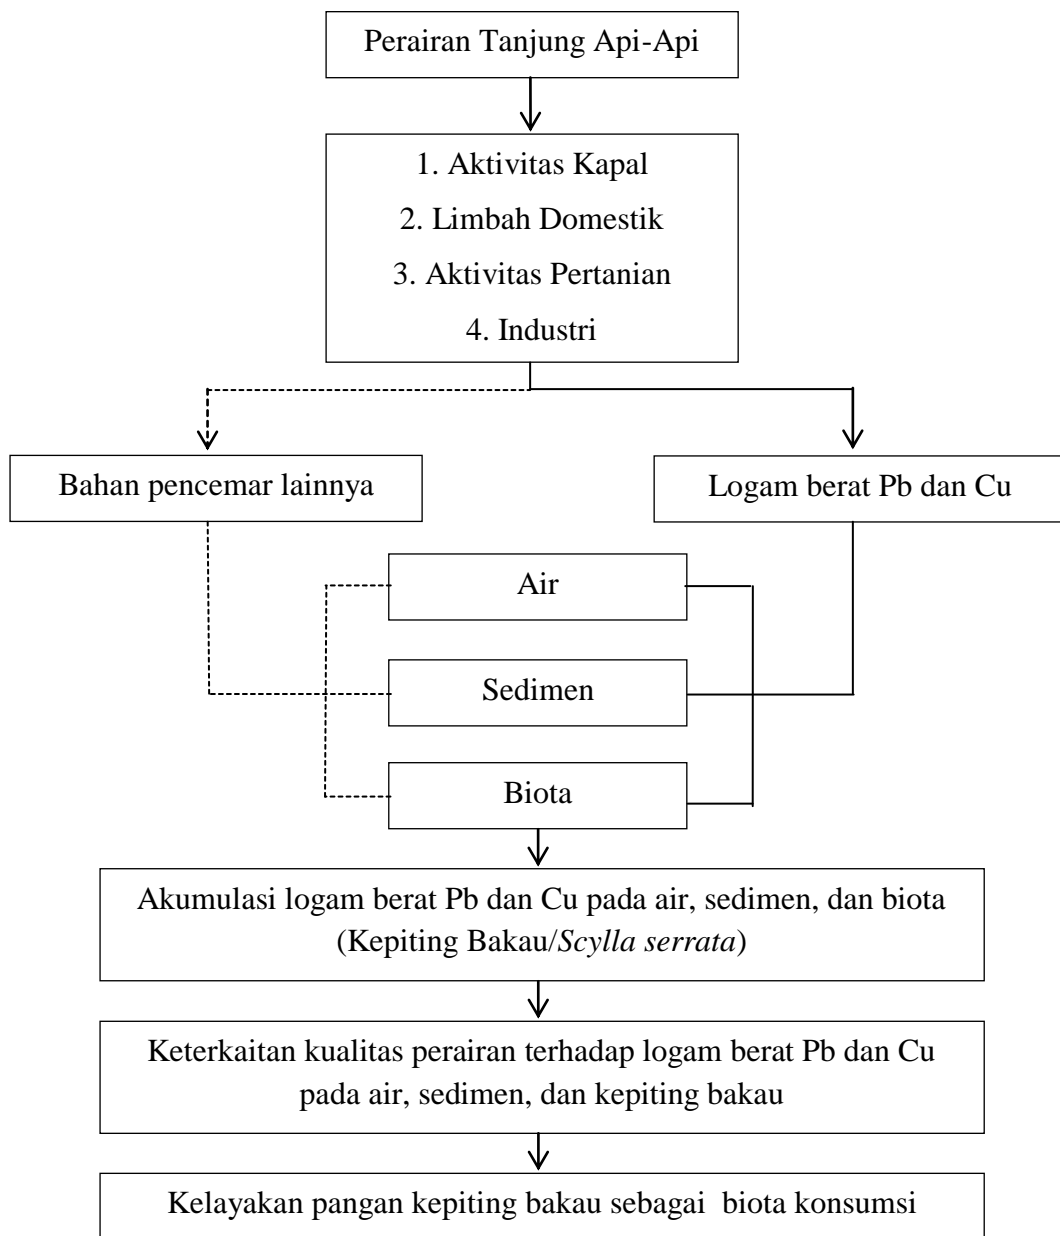 Perairan Tanjung Api-Api
1. Aktivitas Kapal
2. Limbah Domestik
3. Aktivitas Pertanian
4. Industri
Bahan pencemar lainnya
Logam berat Pb dan Cu
Air
Sedimen
Biota
Akumulasi logam berat Pb dan Cu pada air, sedimen, dan biota
(Kepiting Bakau/Scylla serrata)
Keterkaitan kualitas perairan terhadap logam berat Pb dan Cu
pada air, sedimen, dan kepiting bakau
Kelayakan pangan kepiting bakau sebagai biota konsumsi